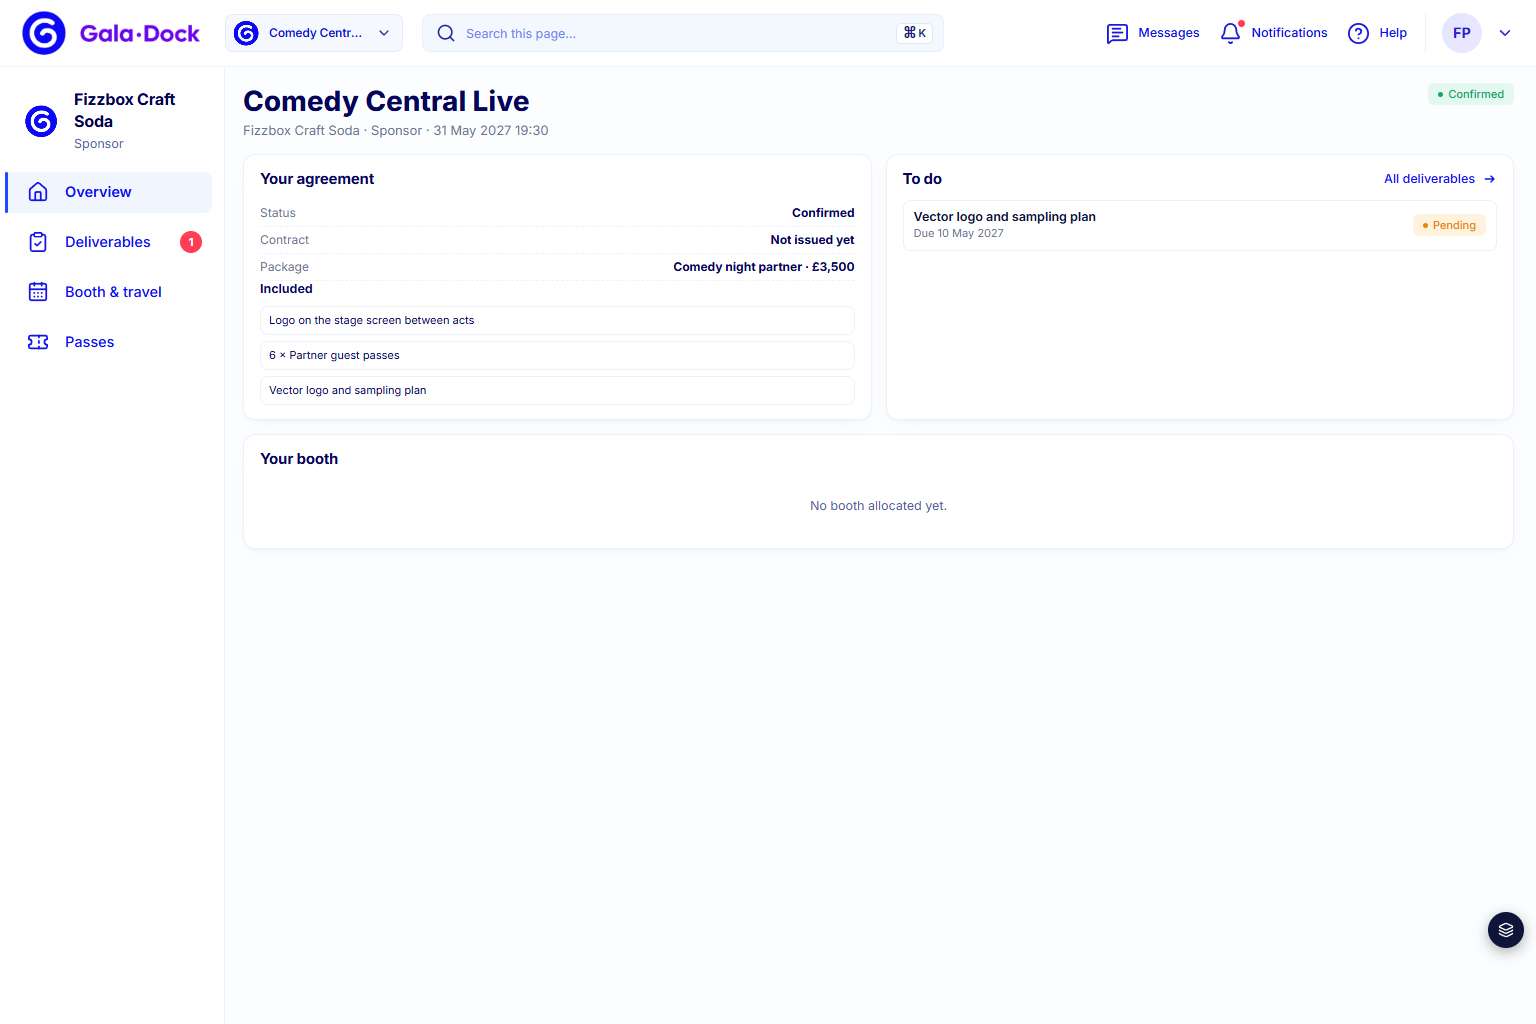 Gala·Dock
Comedy Centr...
Search this page...
⌘ K
Messages
Notifications
Help
FP
Fizzbox Craft
Soda
Sponsor
Overview
Deliverables
1
Booth & travel
Passes
Comedy Central Live
Confirmed
Fizzbox Craft Soda · Sponsor · 31 May 2027 19:30
Your agreement
Status
Confirmed
Contract
Not issued yet
Package
Comedy night partner · £3,500
Included
Logo on the stage screen between acts
6 × Partner guest passes
Vector logo and sampling plan
To do
All deliverables →
Vector logo and sampling plan
Due 10 May 2027
Pending
Your booth
No booth allocated yet.